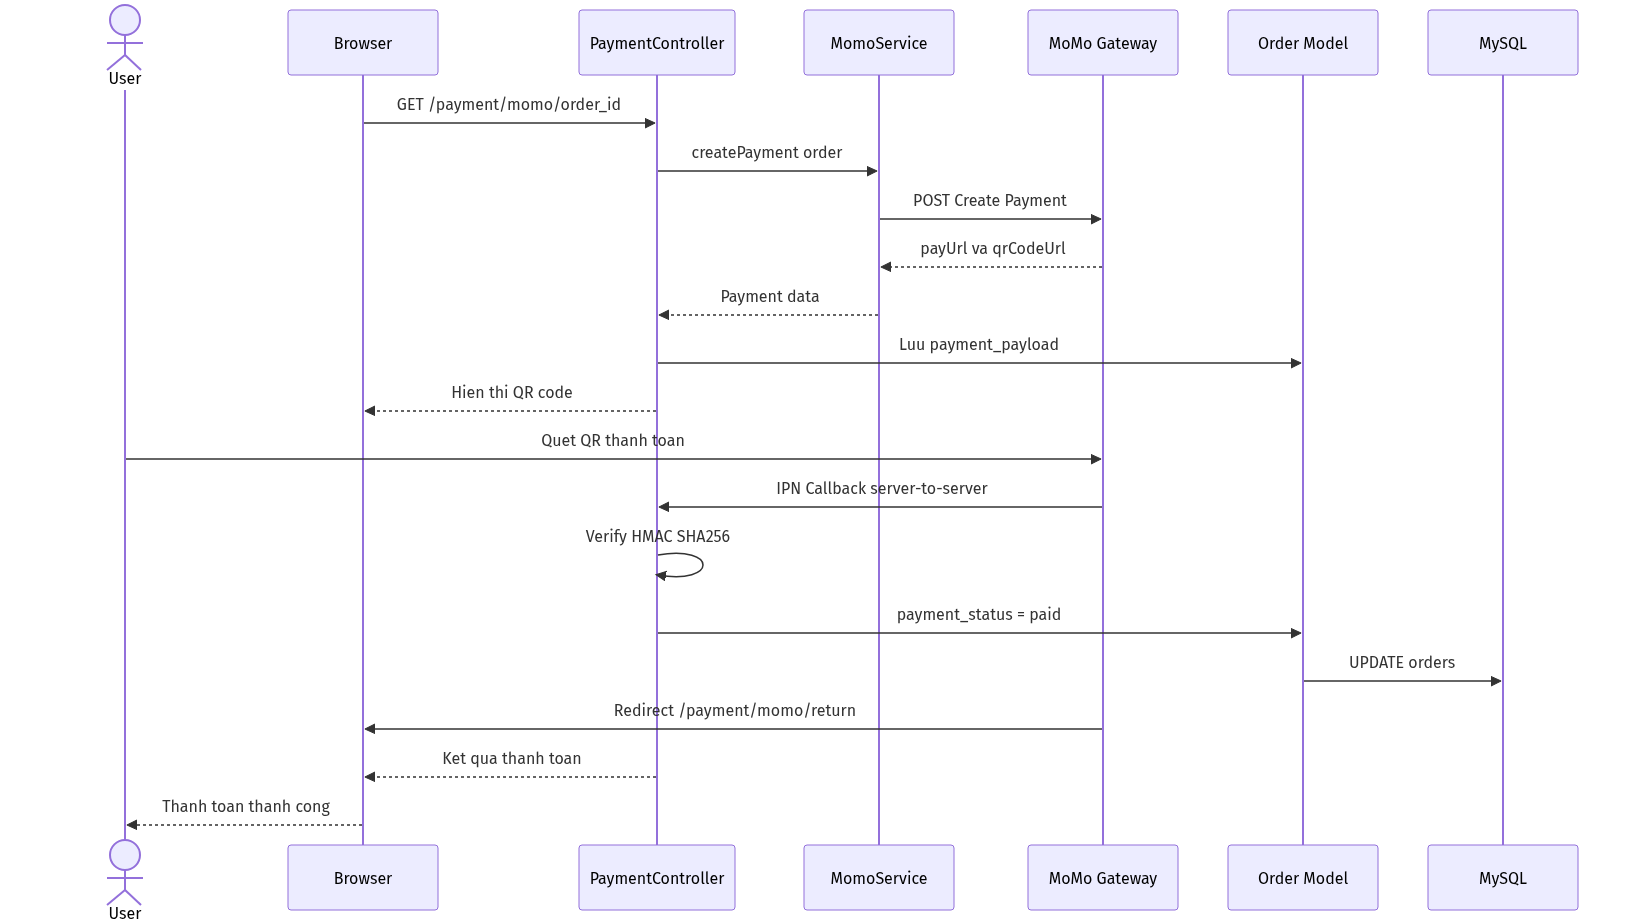 User
Browser
PaymentController
MomoService
MoMo Gateway
Order Model
MySQL
GET /payment/momo/order_id
createPayment order
POST Create Payment
payUrl va qrCodeUrl
Payment data
Luu payment_payload
Hien thi QR code
Quet QR thanh toan
IPN Callback server-to-server
Verify HMAC SHA256
payment_status = paid
UPDATE orders
Redirect /payment/momo/return
Ket qua thanh toan
Thanh toan thanh cong
User
Browser
PaymentController
MomoService
MoMo Gateway
Order Model
MySQL